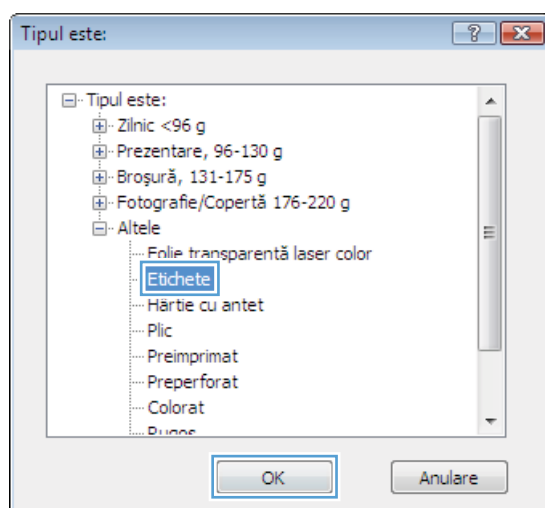 Tipul este:
Tipul este:
Zilnic <96 g
Prezentare, 96-130 g
Broşură, 131-175 g
Fotografie/Copertă 176-220 g
Altele
Folie transparentă laser color
Etichete
Hârtie cu antet
Plic
Preimprimat
Preperforat
Colorat
Rugos
OK
Anulare